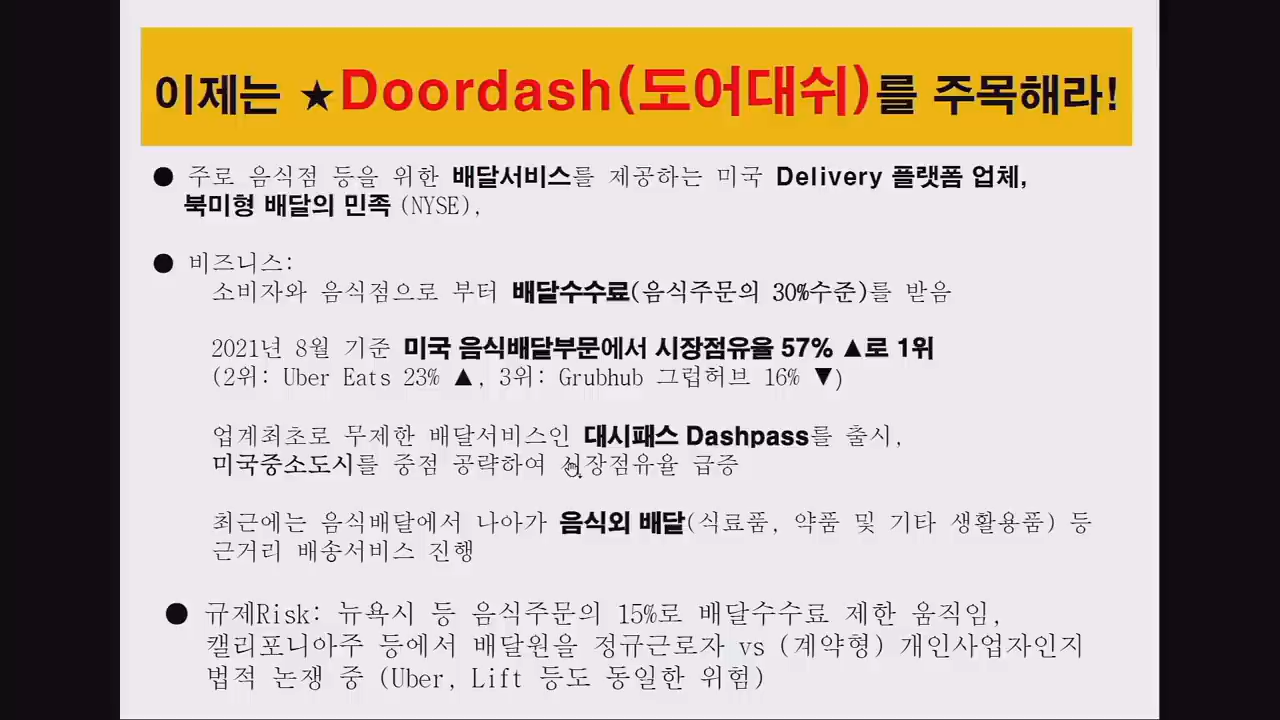 이제는 ★Doordash(도어대쉬)를 주목해라!
● 주로 음식점 등을 위한 배달서비스를 제공하는 미국 Delivery 플랫폼 업체,
북미형 배달의 민족 (NYSE),
● 비즈니스:
소비자와 음식점으로 부터 배달수수료(음식주문의 30%수준)를 받음
2021년 8월 기준 미국 음식배달부문에서 시장점유율 57% ▲로 1위
(2위: Uber Eats 23% ▲, 3위: Grubhub 그럽허브 16% ▼)
업계최초로 무제한 배달서비스인 대시패스 Dashpass를 출시,
미국중소도시를 중점 공략하여 시장점유율 급증
최근에는 음식배달에서 나아가 음식외 배달(식료품, 약품 및 기타 생활용품) 등
근거리 배송서비스 진행
● 규제Risk: 뉴욕시 등 음식주문의 15%로 배달수수료 제한 움직임,
캘리포니아주 등에서 배달원을 정규근로자 vs (계약형) 개인사업자인지
법적 논쟁 중 (Uber, Lift 등도 동일한 위험)